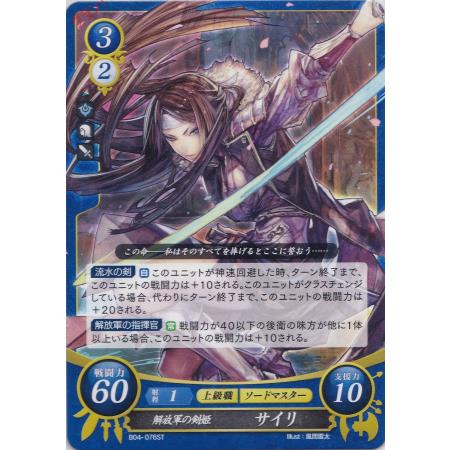 3
2
この命――私はそのすべてを捧げるとここに誓おう……
流水の剣 自 このユニットが神速回避した時、ターン終了まで、
このユニットの戦闘力は+10される。このユニットがクラスチェンジ
している場合、代わりにターン終了まで、このユニットの戦闘力は
+20される。
解放軍の指揮官 常 戦闘力が40以下の後衛の味方が他に1体
以上いる場合、このユニットの戦闘力は+10される。
戦闘力
60
射程 1
上級職 ソードマスター
支援力
10
解放軍の剣姫 サイリ
B04-076ST
Illust:風間雷太